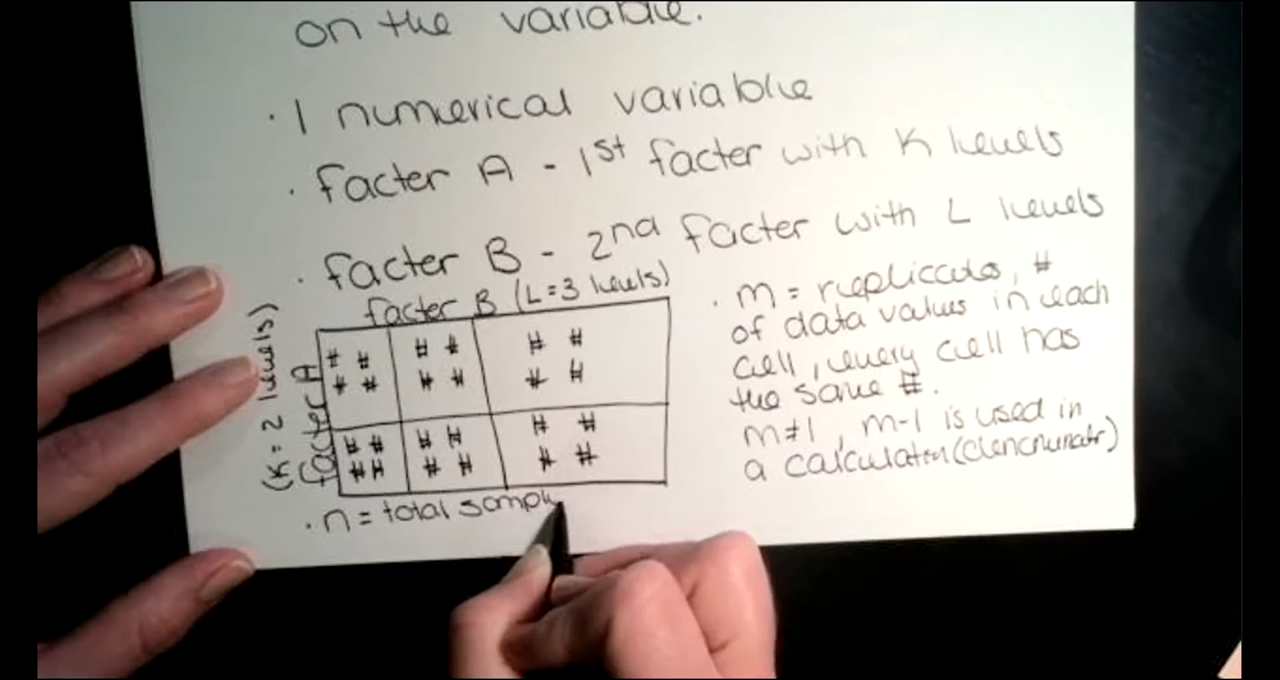 on the variable.
· 1 numerical variable
· facter A - 1st facter with K levels
· facter B - 2nd facter with L levels
facter B (L=3 levels)
(K = 2 levels)
facter A
# # # # # #
# # # # # #
# # # # # #
# # # # # #
· m = replicates, #
of data values in each
cell, every cell has
the same #.
m≠1, m-1 is used in
a calculation (denominator)
· n = total sampl